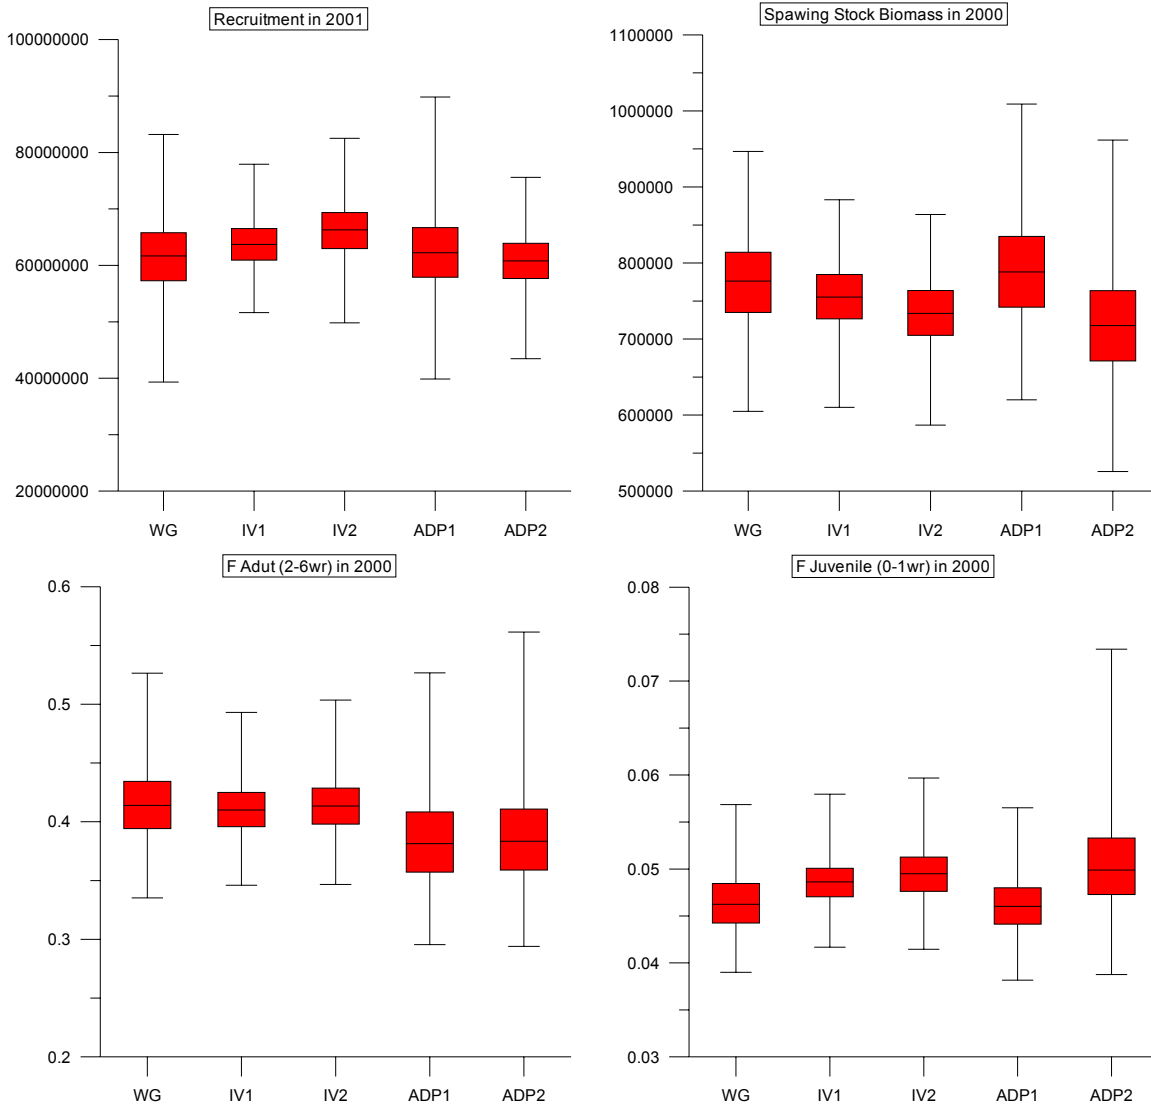 Recruitment in 2001
100000000
80000000
60000000
40000000
20000000
WG IV1 IV2 ADP1 ADP2
Spawing Stock Biomass in 2000
1100000
1000000
900000
800000
700000
600000
500000
WG IV1 IV2 ADP1 ADP2
F Adut (2-6wr) in 2000
0.6
0.5
0.4
0.3
0.2
WG IV1 IV2 ADP1 ADP2
F Juvenile (0-1wr) in 2000
0.08
0.07
0.06
0.05
0.04
0.03
WG IV1 IV2 ADP1 ADP2